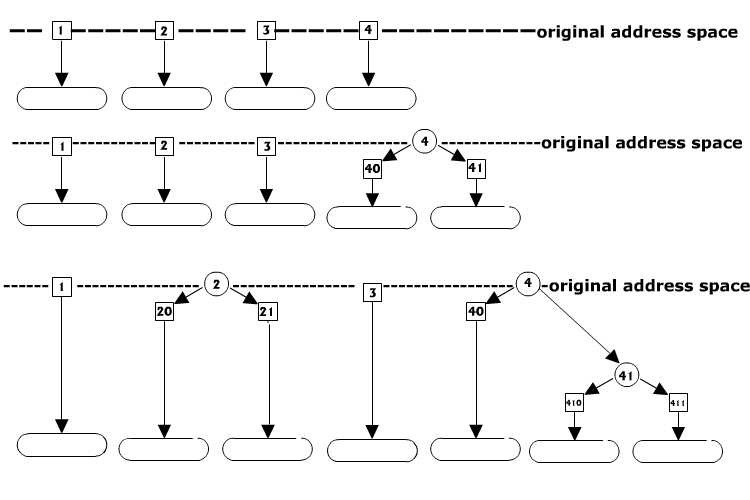 1 2 3 4 original address space
1 2 3 4 original address space
40 41
1 2 3 4 original address space
20 21 40
41
410 411